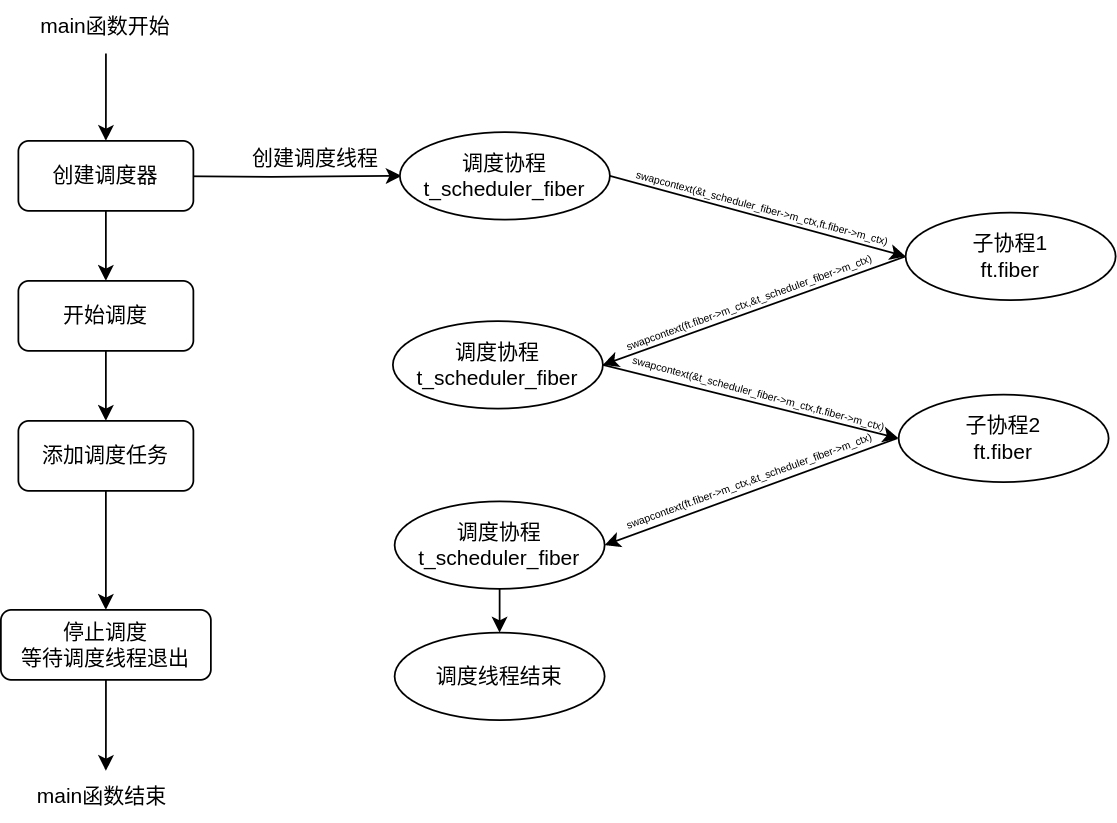 main函数开始
创建调度器
创建调度线程
调度协程
t_scheduler_fiber
swapcontext(&t_scheduler_fiber->m_ctx,ft.fiber->m_ctx)
子协程1
ft.fiber
swapcontext(ft.fiber->m_ctx,&t_scheduler_fiber->m_ctx)
开始调度
调度协程
t_scheduler_fiber
swapcontext(&t_scheduler_fiber->m_ctx,ft.fiber->m_ctx)
子协程2
ft.fiber
swapcontext(ft.fiber->m_ctx,&t_scheduler_fiber->m_ctx)
添加调度任务
调度协程
t_scheduler_fiber
停止调度
等待调度线程退出
调度线程结束
main函数结束